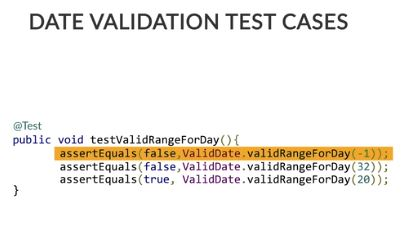 DATE VALIDATION TEST CASES
@Test
public void testValidRangeForDay(){
assertEquals(false,ValidDate.validRangeForDay(-1));
assertEquals(false,ValidDate.validRangeForDay(32));
assertEquals(true, ValidDate.validRangeForDay(20));
}